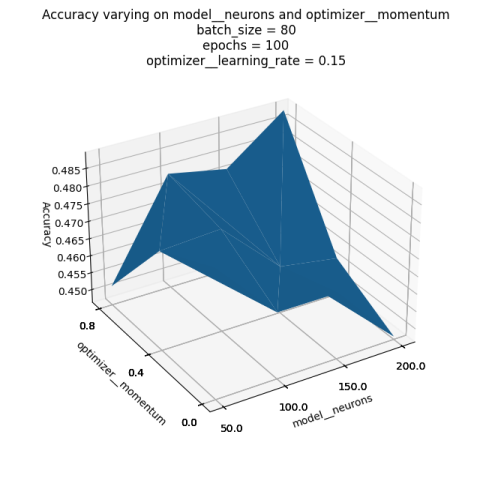 Accuracy varying on model__neurons and optimizer__momentum
batch_size = 80
epochs = 100
optimizer__learning_rate = 0.15
0.485
0.480
0.475
0.470
0.465
0.460
0.455
0.450
Accuracy
0.8
0.4
0.0
optimizer__momentum
50.0
100.0
150.0
200.0
model__neurons